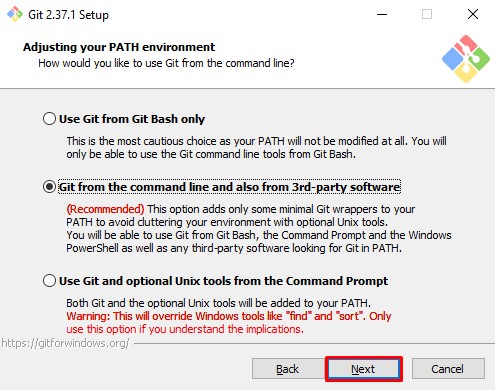 Git 2.37.1 Setup
Adjusting your PATH environment
How would you like to use Git from the command line?
Use Git from Git Bash only
This is the most cautious choice as your PATH will not be modified at all. You will
only be able to use the Git command line tools from Git Bash.
Git from the command line and also from 3rd-party software
(Recommended) This option adds only some minimal Git wrappers to your
PATH to avoid cluttering your environment with optional Unix tools.
You will be able to use Git from Git Bash, the Command Prompt and the Windows
PowerShell as well as any third-party software looking for Git in PATH.
Use Git and optional Unix tools from the Command Prompt
Both Git and the optional Unix tools will be added to your PATH.
Warning: This will override Windows tools like "find" and "sort". Only
use this option if you understand the implications.
https://gitforwindows.org/
Back Next Cancel